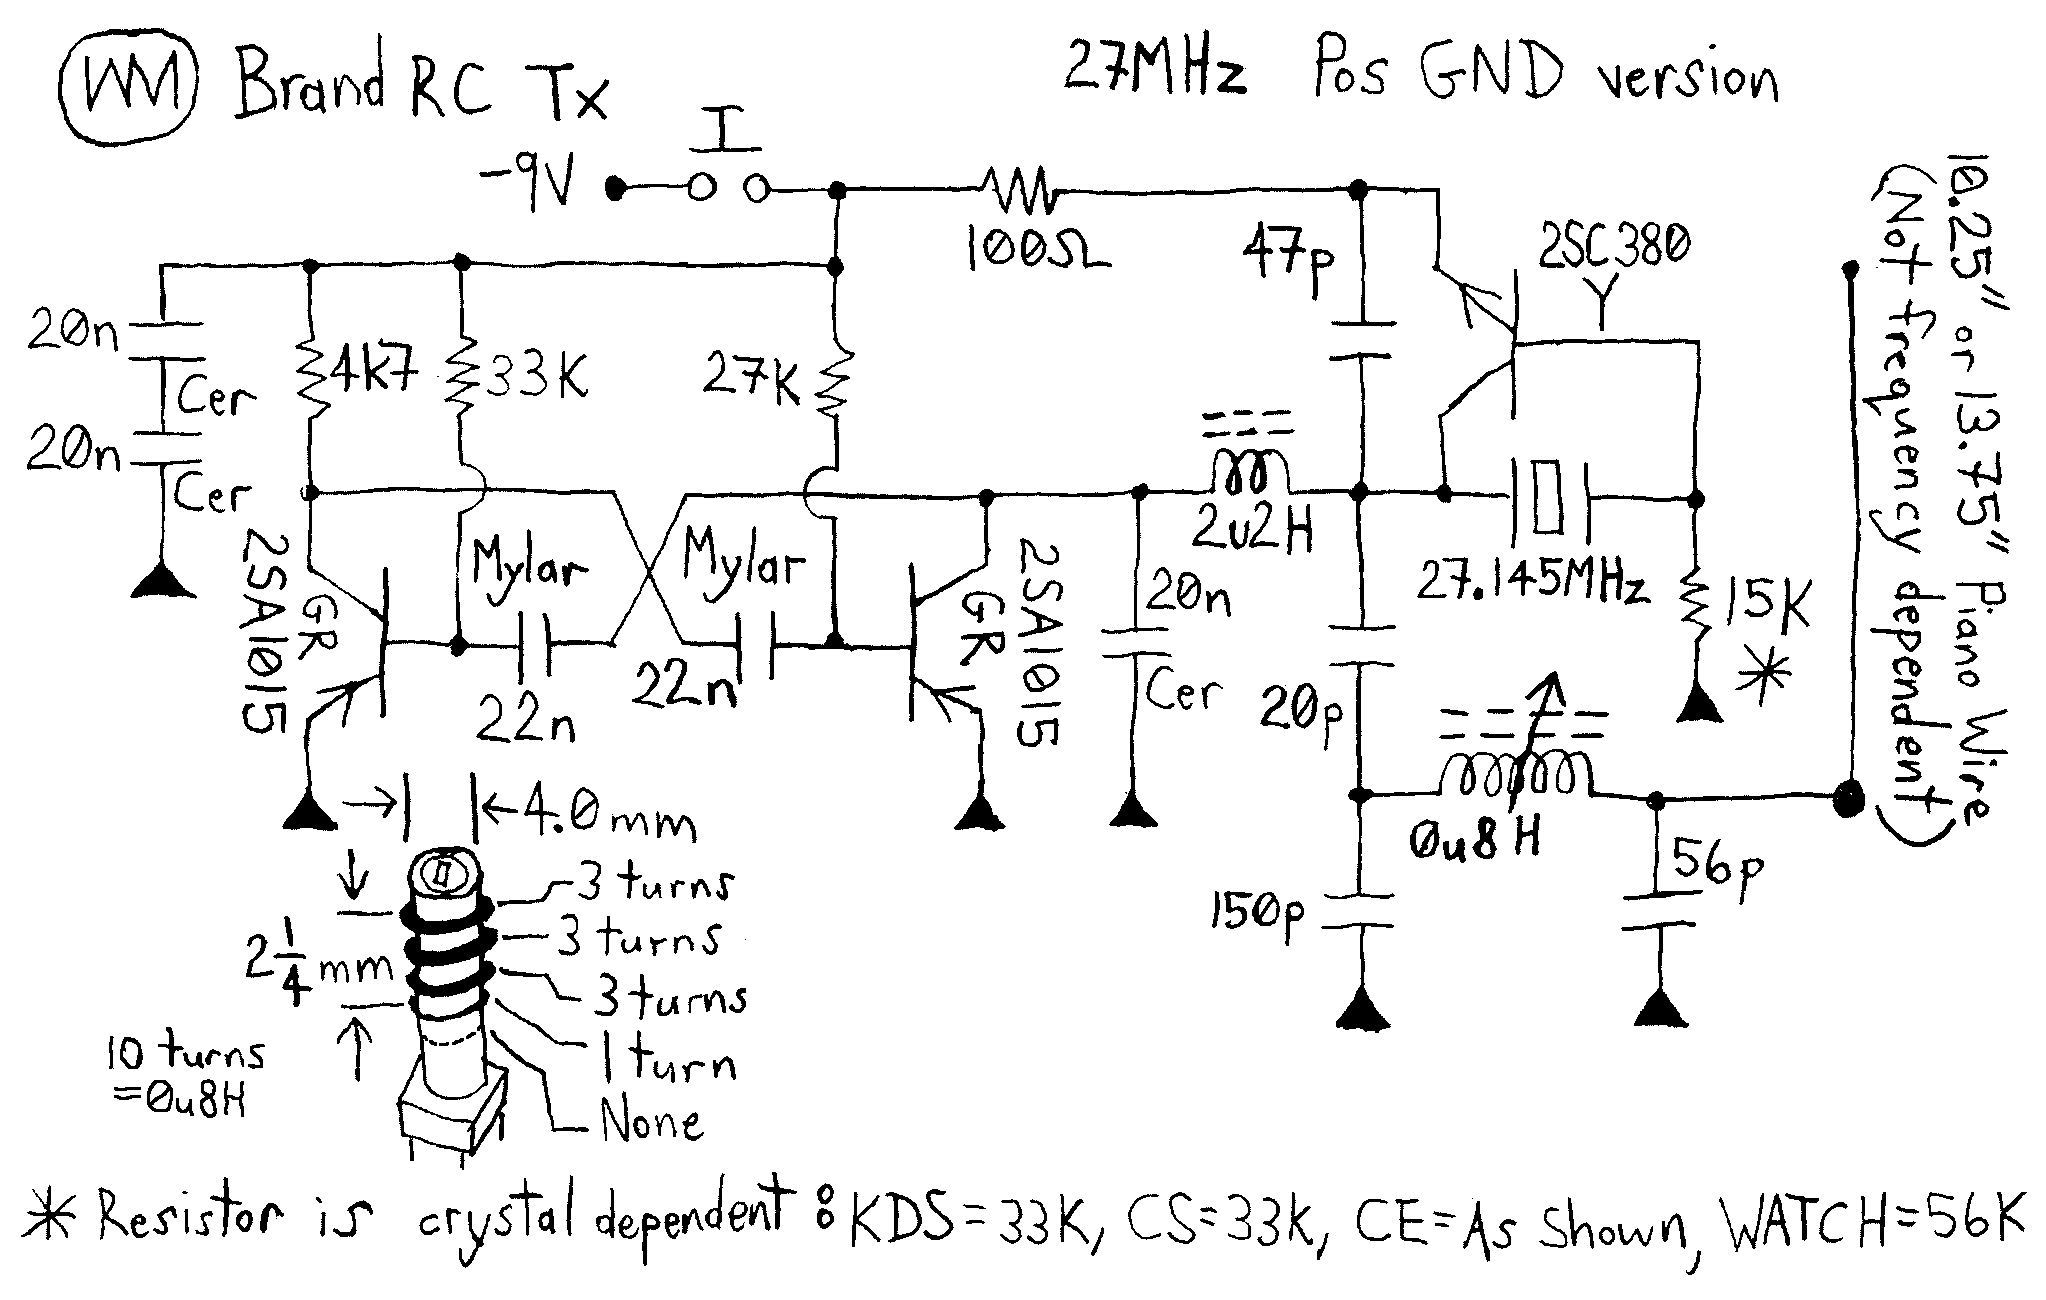 WM Brand RC Tx
27MHz Pos GND version
-9V
100Ω
47p
2SC380
Y
10.25" or 13.75" Piano Wire
(Not frequency dependent)
20n
Cer
20n
Cer
4k7
33K
27K
2u2H
27.145MHz
15K
*
Mylar
22n
Mylar
22n
2SA1015
GR
2SA1015
GR
20n
Cer
20p
0u8H
150p
56p
4.0mm
3 turns
3 turns
3 turns
1 turn
None
2 1/4 mm
10 turns
=0u8H
* Resistor is crystal dependent: KDS=33K, CS=33k, CE=As Shown, WATCH=56K